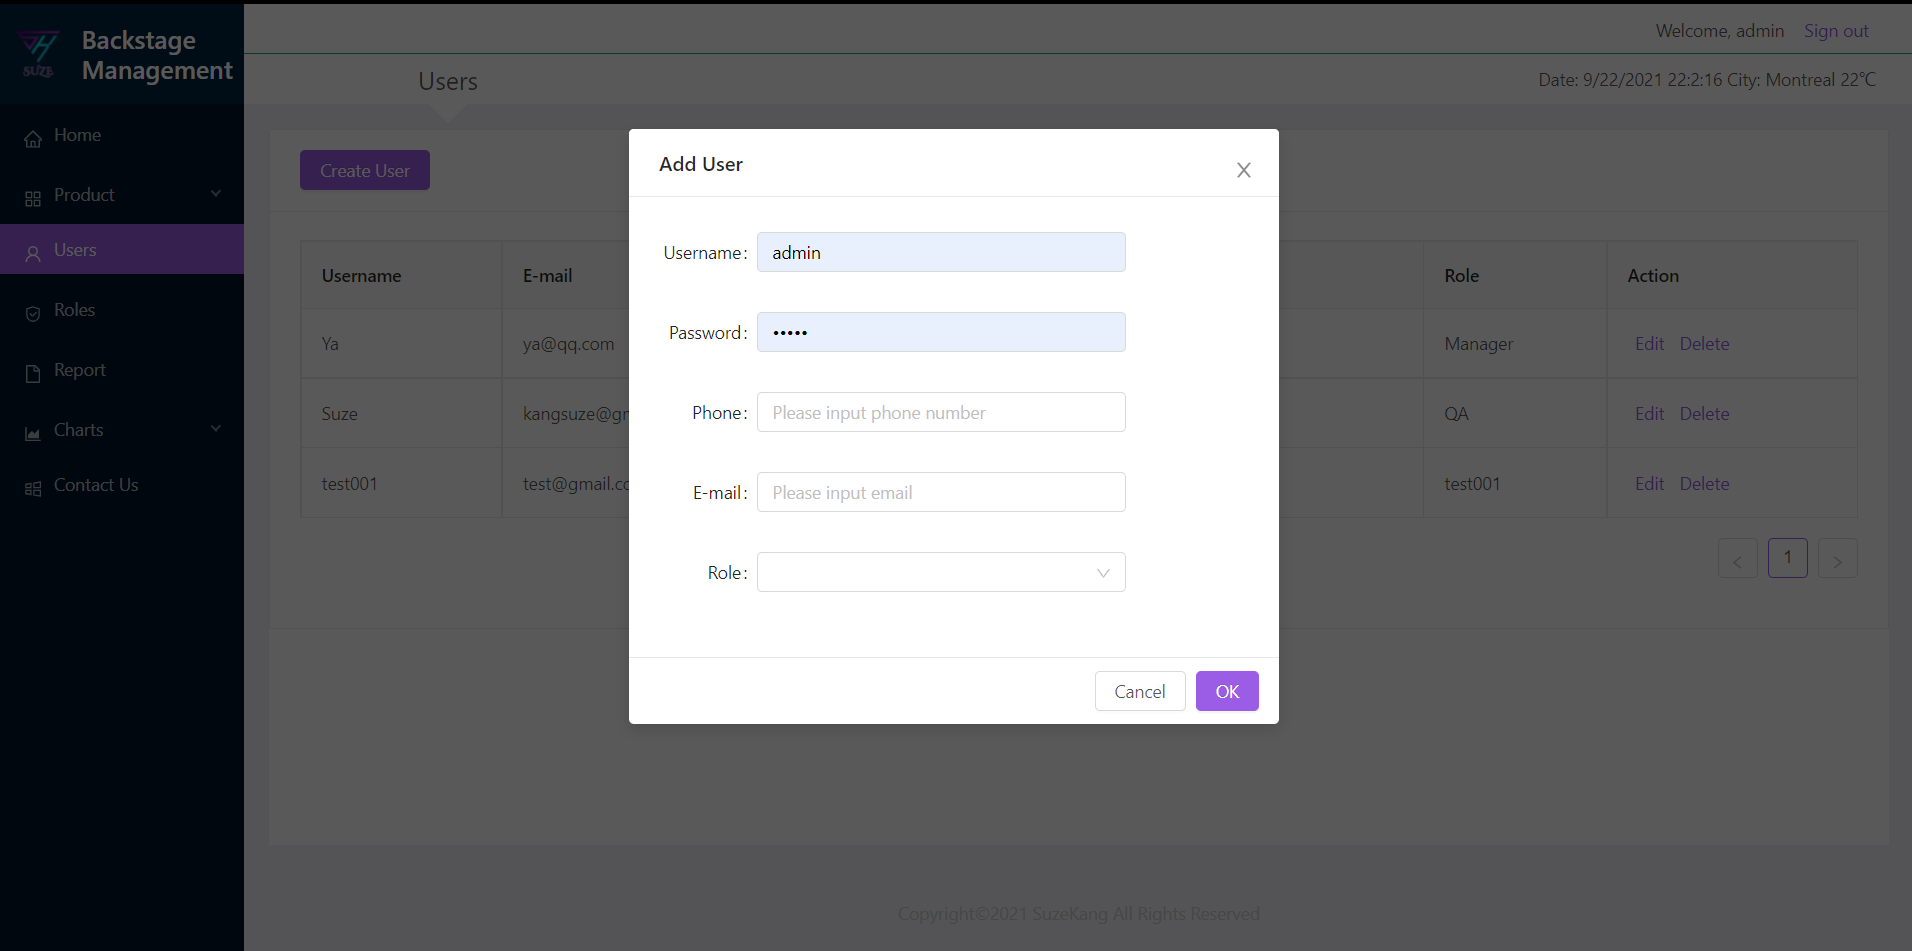 SUZE
Backstage
Management
Welcome, admin Sign out
Users
Date: 9/22/2021 22:2:16 City: Montreal 22℃
Home
Product
Users
Roles
Report
Charts
Contact Us
Create User
Username E-mail Role Action
Ya ya@qq.com Manager Edit Delete
Suze kangsuze@gm QA Edit Delete
test001 test@gmail.co test001 Edit Delete
< 1 >
Add User
Username: admin
Password: •••••
Phone: Please input phone number
E-mail: Please input email
Role:
Cancel OK
Copyright©2021 SuzeKang All Rights Reserved